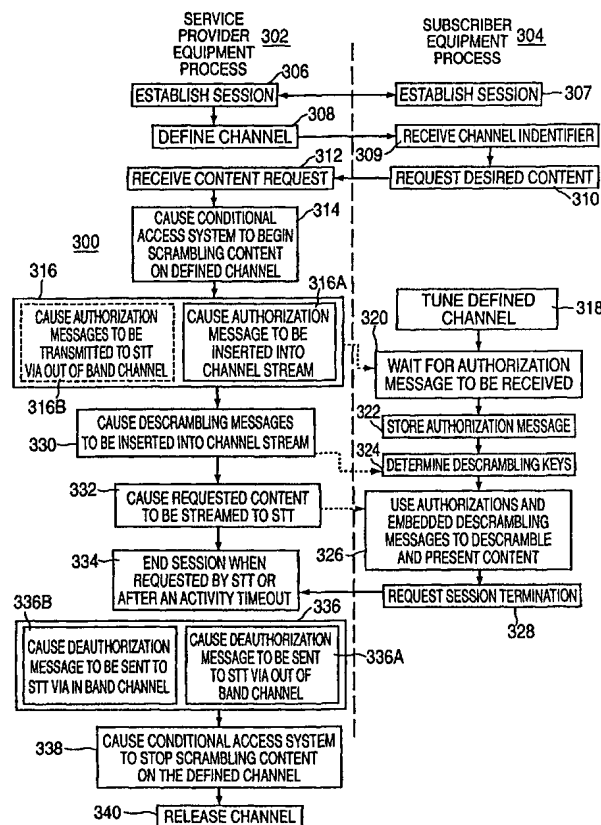 SERVICE
PROVIDER 302
EQUIPMENT
PROCESS
SUBSCRIBER
EQUIPMENT 304
PROCESS
306
ESTABLISH SESSION
ESTABLISH SESSION
307
308
DEFINE CHANNEL
309
RECEIVE CHANNEL INDENTIFIER
312
RECEIVE CONTENT REQUEST
REQUEST DESIRED CONTENT
310
314
CAUSE CONDITIONAL
ACCESS SYSTEM TO BEGIN
SCRAMBLING CONTENT
ON DEFINED CHANNEL
300
316
316A
CAUSE AUTHORIZATION
MESSAGES TO BE
TRANSMITTED TO STT
VIA OUT OF BAND CHANNEL
316B
CAUSE AUTHORIZATION
MESSAGE TO BE
INSERTED INTO
CHANNEL STREAM
TUNE DEFINED
CHANNEL
318
320
WAIT FOR AUTHORIZATION
MESSAGE TO BE RECEIVED
322
STORE AUTHORIZATION MESSAGE
324
DETERMINE DESCRAMBLING KEYS
330
CAUSE DESCRAMBLING MESSAGES
TO BE INSERTED INTO CHANNEL STREAM
332
CAUSE REQUESTED CONTENT
TO BE STREAMED TO STT
326
USE AUTHORIZATIONS AND
EMBEDDED DESCRAMBLING
MESSAGES TO DESCRAMBLE
AND PRESENT CONTENT
334
END SESSION WHEN
REQUESTED BY STT OR
AFTER AN ACTIVITY TIMEOUT
REQUEST SESSION TERMINATION
328
336B
336
CAUSE DEAUTHORIZATION
MESSAGE TO BE SENT TO
STT VIA IN BAND CHANNEL
CAUSE DEAUTHORIZATION
MESSAGE TO BE SENT
TO STT VIA OUT OF
BAND CHANNEL
336A
338
CAUSE CONDITIONAL ACCESS SYSTEM
TO STOP SCRAMBLING CONTENT
ON THE DEFINED CHANNEL
340
RELEASE CHANNEL